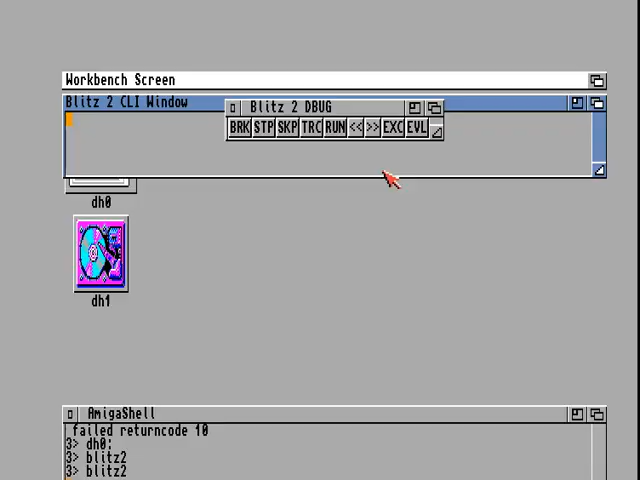 Workbench Screen
Blitz 2 CLI Window
Blitz 2 DBUG
BRK STP SKP TRC RUN << >> EXC EVL
dh0
dh1
AmigaShell
failed returncode 10
3> dh0:
3> blitz2
3> blitz2